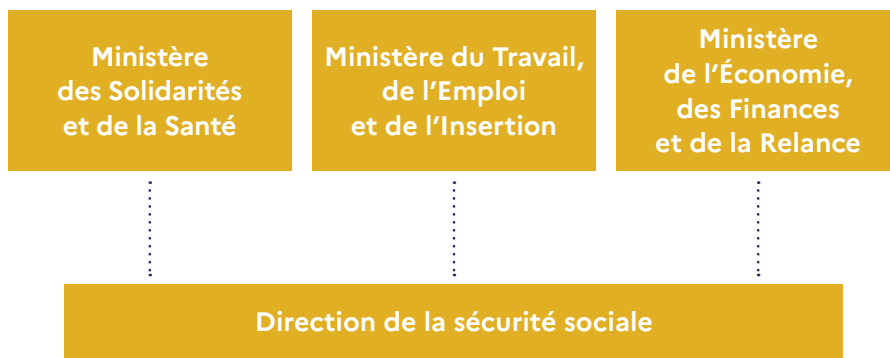 Ministère
des Solidarités
et de la Santé
Ministère du Travail,
de l'Emploi
et de l'Insertion
Ministère
de l'Économie,
des Finances
et de la Relance
Direction de la sécurité sociale